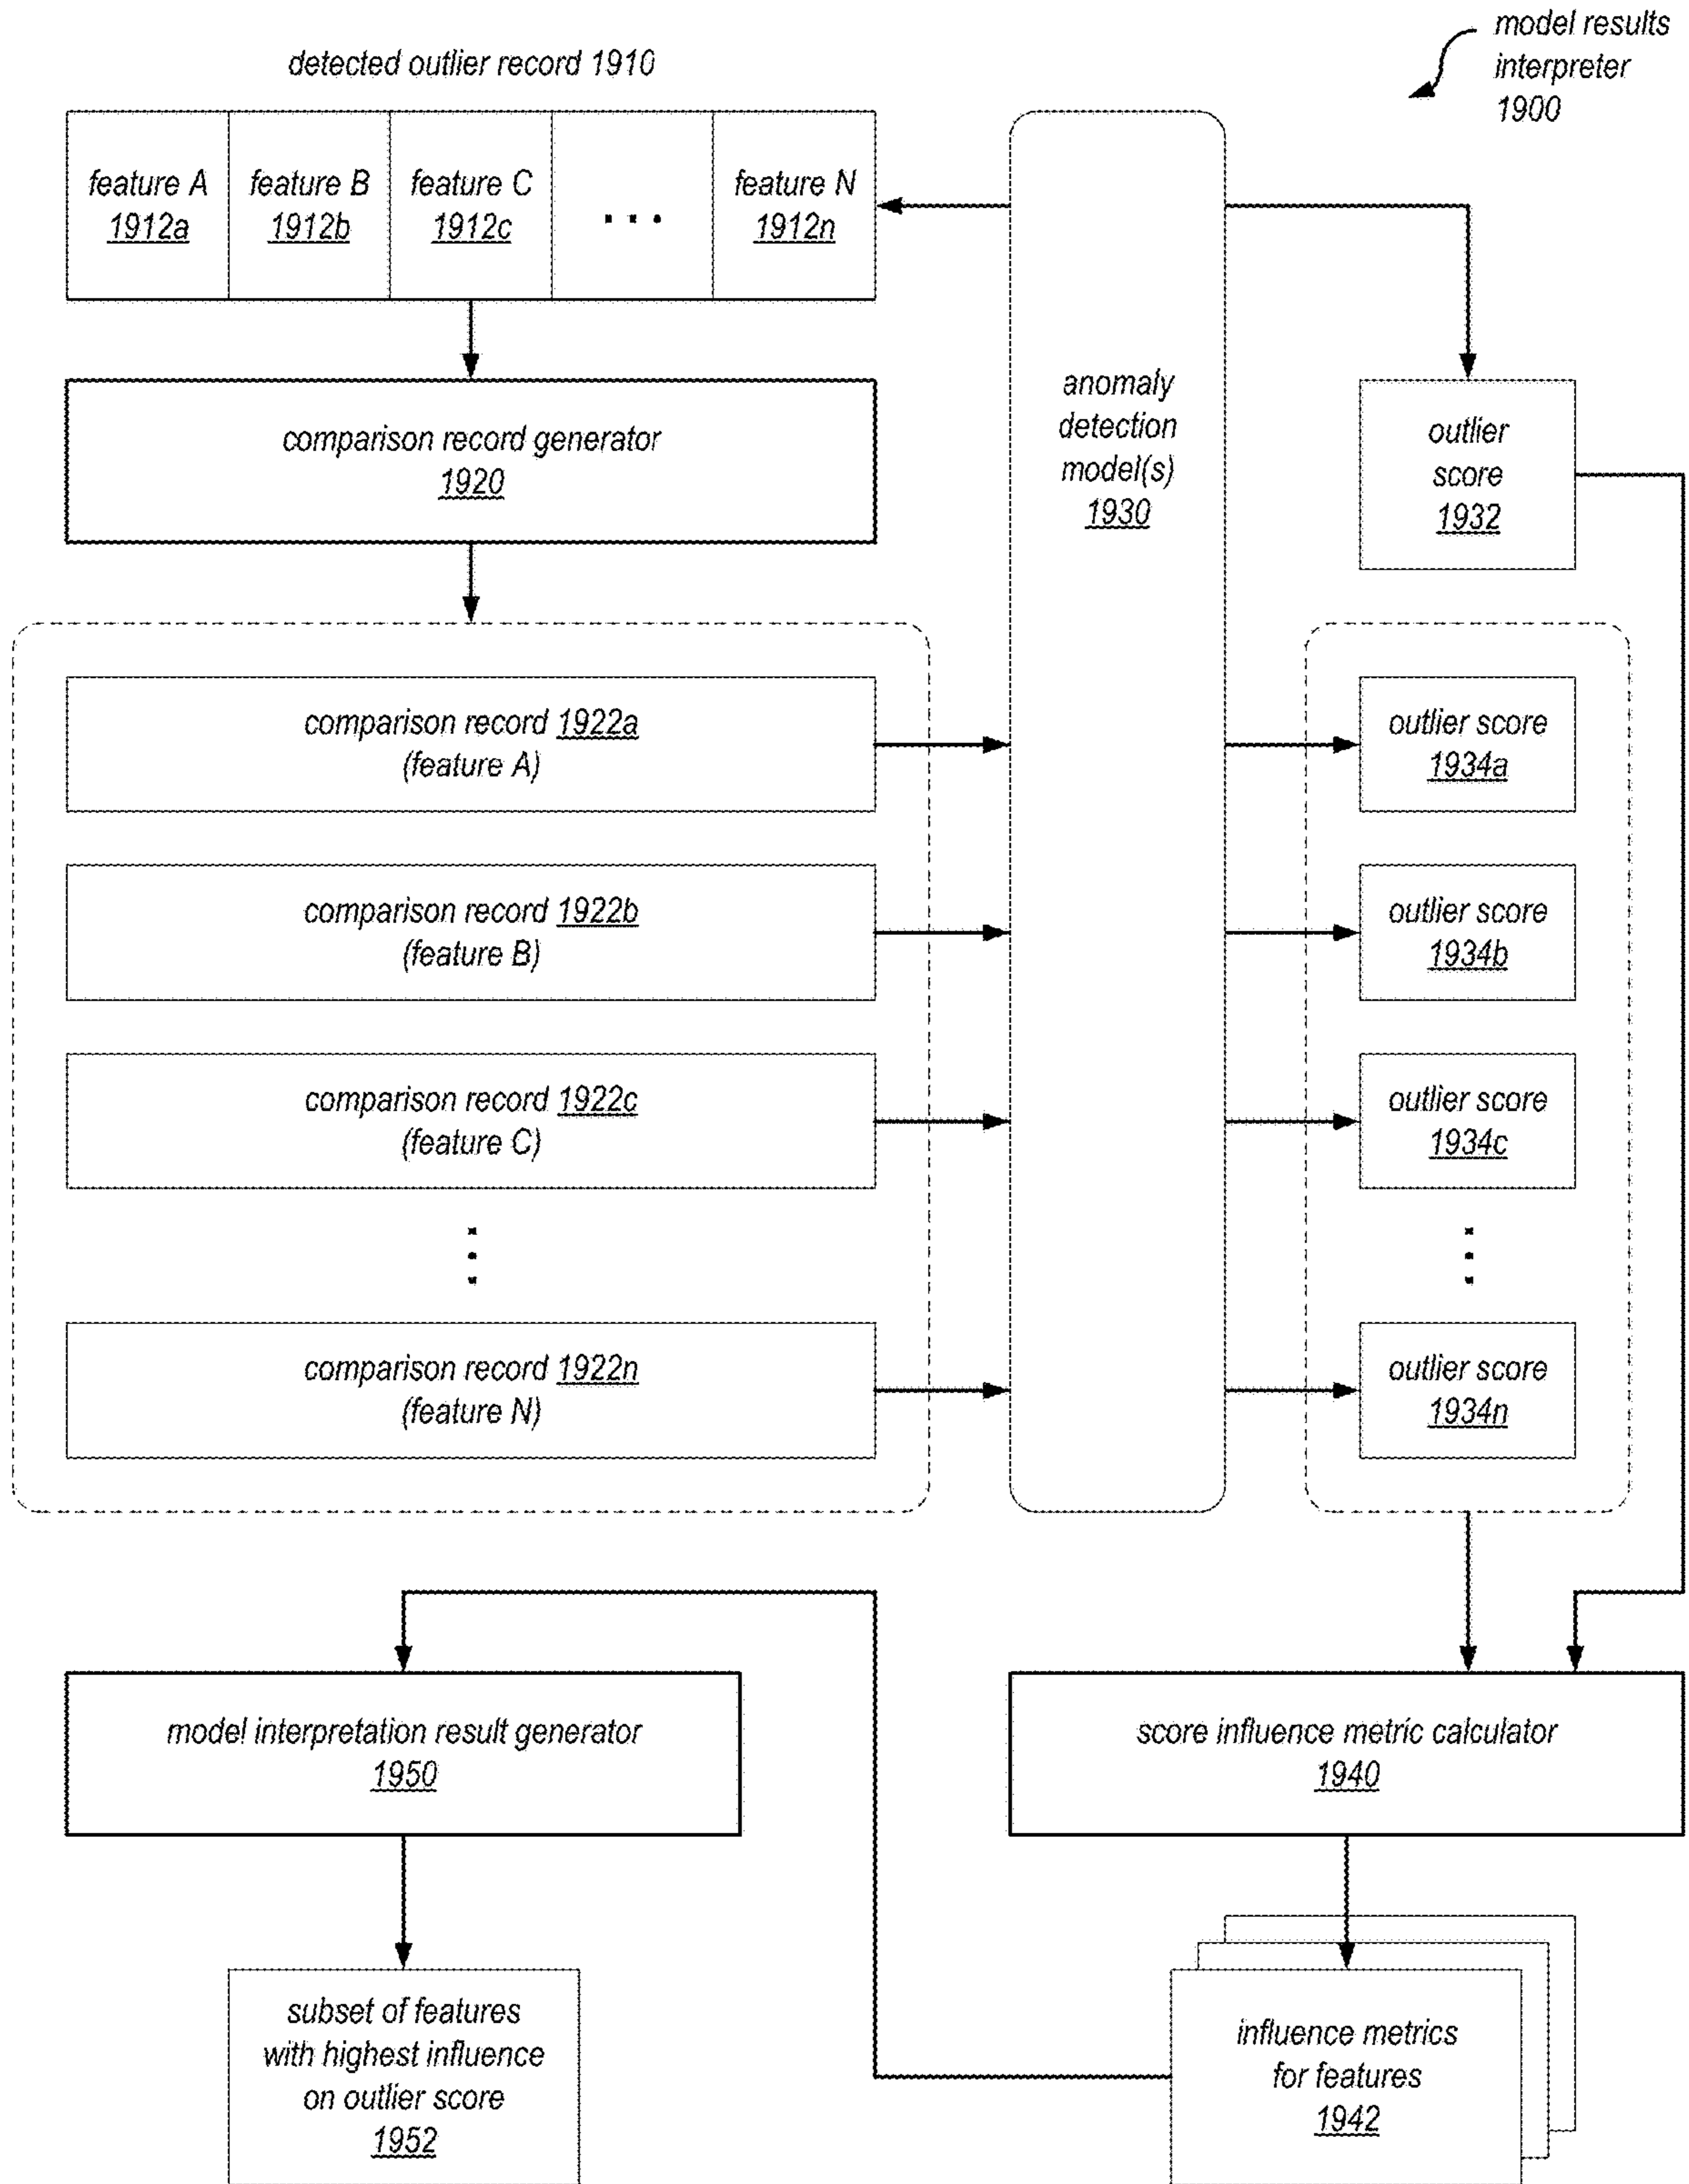 model results
interpreter
1900
detected outlier record 1910
feature A
1912a
feature B
1912b
feature C
1912c
...
feature N
1912n
comparison record generator
1920
anomaly
detection
model(s)
1930
outlier
score
1932
comparison record 1922a
(feature A)
outlier score
1934a
comparison record 1922b
(feature B)
outlier score
1934b
comparison record 1922c
(feature C)
outlier score
1934c
comparison record 1922n
(feature N)
outlier score
1934n
model interpretation result generator
1950
score influence metric calculator
1940
subset of features
with highest influence
on outlier score
1952
influence metrics
for features
1942